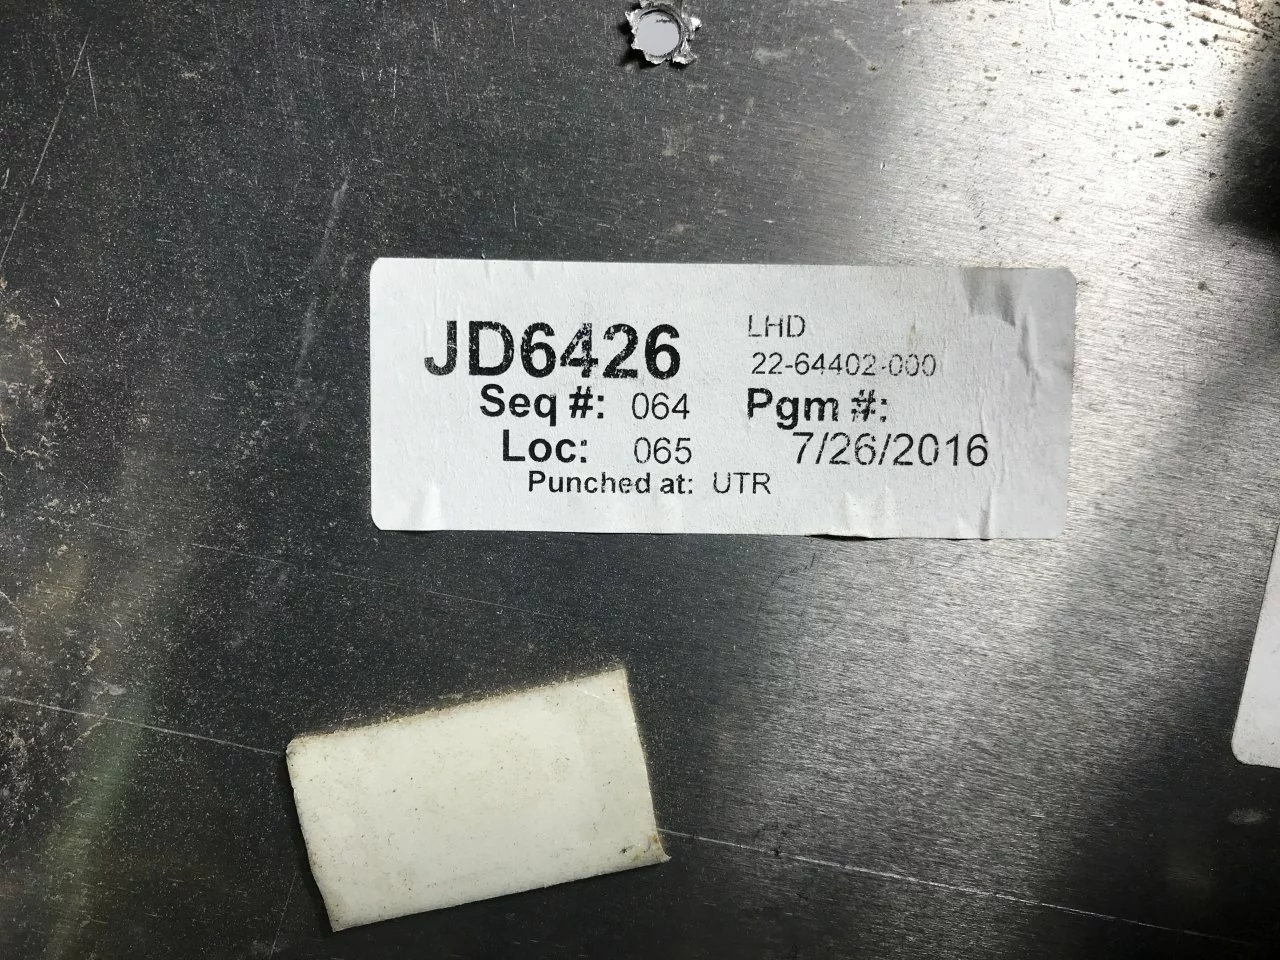 JD6426 LHD
22-64402-000
Seq #: 064 Pgm #:
Loc: 065 7/26/2016
Punched at: UTR